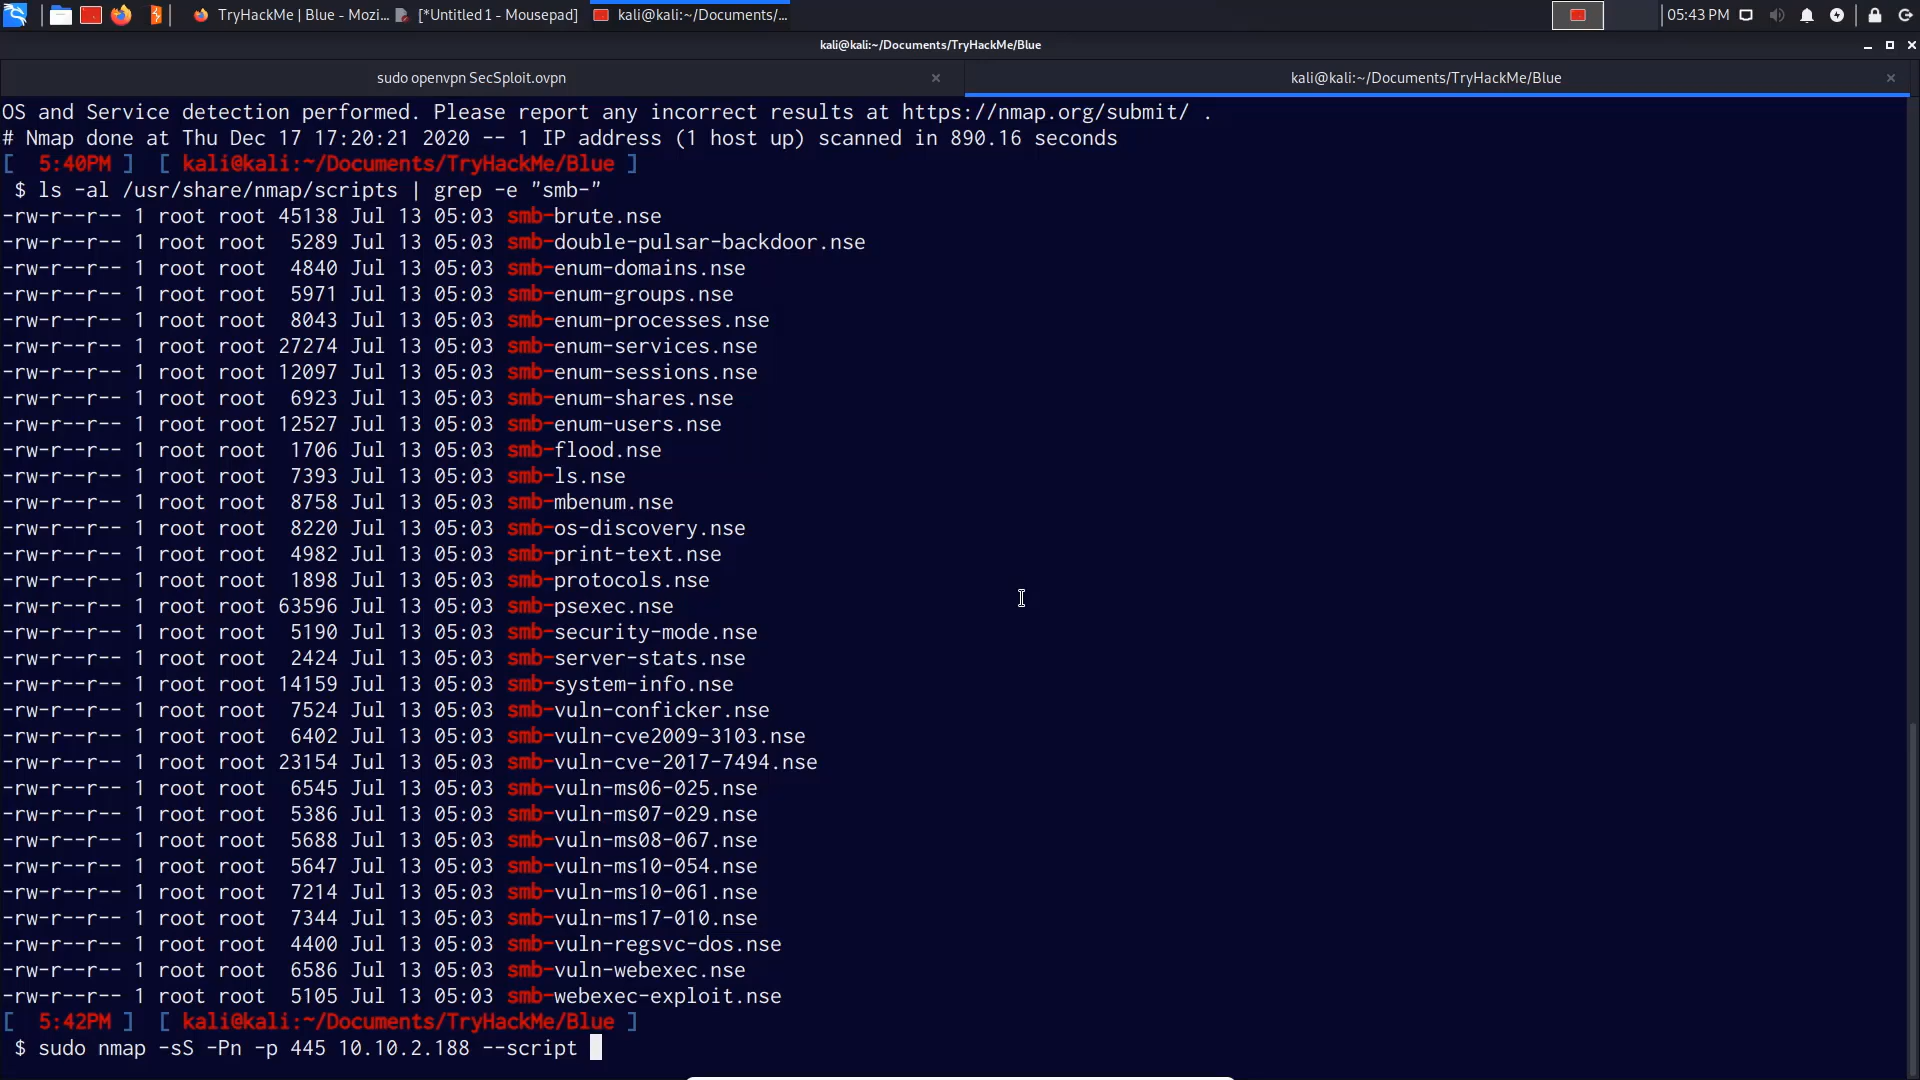 TryHackMe | Blue - Mozi...
[*Untitled 1 - Mousepad]
kali@kali:~/Documents/...
05:43 PM
kali@kali:~/Documents/TryHackMe/Blue
sudo openvpn SecSploit.ovpn
kali@kali:~/Documents/TryHackMe/Blue
OS and Service detection performed. Please report any incorrect results at https://nmap.org/submit/ .
# Nmap done at Thu Dec 17 17:20:21 2020 -- 1 IP address (1 host up) scanned in 890.16 seconds
[  5:40PM ]  [ kali@kali:~/Documents/TryHackMe/Blue ]
$ ls -al /usr/share/nmap/scripts | grep -e "smb-"
-rw-r--r-- 1 root root 45138 Jul 13 05:03 smb-brute.nse
-rw-r--r-- 1 root root  5289 Jul 13 05:03 smb-double-pulsar-backdoor.nse
-rw-r--r-- 1 root root  4840 Jul 13 05:03 smb-enum-domains.nse
-rw-r--r-- 1 root root  5971 Jul 13 05:03 smb-enum-groups.nse
-rw-r--r-- 1 root root  8043 Jul 13 05:03 smb-enum-processes.nse
-rw-r--r-- 1 root root 27274 Jul 13 05:03 smb-enum-services.nse
-rw-r--r-- 1 root root 12097 Jul 13 05:03 smb-enum-sessions.nse
-rw-r--r-- 1 root root  6923 Jul 13 05:03 smb-enum-shares.nse
-rw-r--r-- 1 root root 12527 Jul 13 05:03 smb-enum-users.nse
-rw-r--r-- 1 root root  1706 Jul 13 05:03 smb-flood.nse
-rw-r--r-- 1 root root  7393 Jul 13 05:03 smb-ls.nse
-rw-r--r-- 1 root root  8758 Jul 13 05:03 smb-mbenum.nse
-rw-r--r-- 1 root root  8220 Jul 13 05:03 smb-os-discovery.nse
-rw-r--r-- 1 root root  4982 Jul 13 05:03 smb-print-text.nse
-rw-r--r-- 1 root root  1898 Jul 13 05:03 smb-protocols.nse
-rw-r--r-- 1 root root 63596 Jul 13 05:03 smb-psexec.nse
-rw-r--r-- 1 root root  5190 Jul 13 05:03 smb-security-mode.nse
-rw-r--r-- 1 root root  2424 Jul 13 05:03 smb-server-stats.nse
-rw-r--r-- 1 root root 14159 Jul 13 05:03 smb-system-info.nse
-rw-r--r-- 1 root root  7524 Jul 13 05:03 smb-vuln-conficker.nse
-rw-r--r-- 1 root root  6402 Jul 13 05:03 smb-vuln-cve2009-3103.nse
-rw-r--r-- 1 root root 23154 Jul 13 05:03 smb-vuln-cve-2017-7494.nse
-rw-r--r-- 1 root root  6545 Jul 13 05:03 smb-vuln-ms06-025.nse
-rw-r--r-- 1 root root  5386 Jul 13 05:03 smb-vuln-ms07-029.nse
-rw-r--r-- 1 root root  5688 Jul 13 05:03 smb-vuln-ms08-067.nse
-rw-r--r-- 1 root root  5647 Jul 13 05:03 smb-vuln-ms10-054.nse
-rw-r--r-- 1 root root  7214 Jul 13 05:03 smb-vuln-ms10-061.nse
-rw-r--r-- 1 root root  7344 Jul 13 05:03 smb-vuln-ms17-010.nse
-rw-r--r-- 1 root root  4400 Jul 13 05:03 smb-vuln-regsvc-dos.nse
-rw-r--r-- 1 root root  6586 Jul 13 05:03 smb-vuln-webexec.nse
-rw-r--r-- 1 root root  5105 Jul 13 05:03 smb-webexec-exploit.nse
[  5:42PM ]  [ kali@kali:~/Documents/TryHackMe/Blue ]
$ sudo nmap -sS -Pn -p 445 10.10.2.188 --script